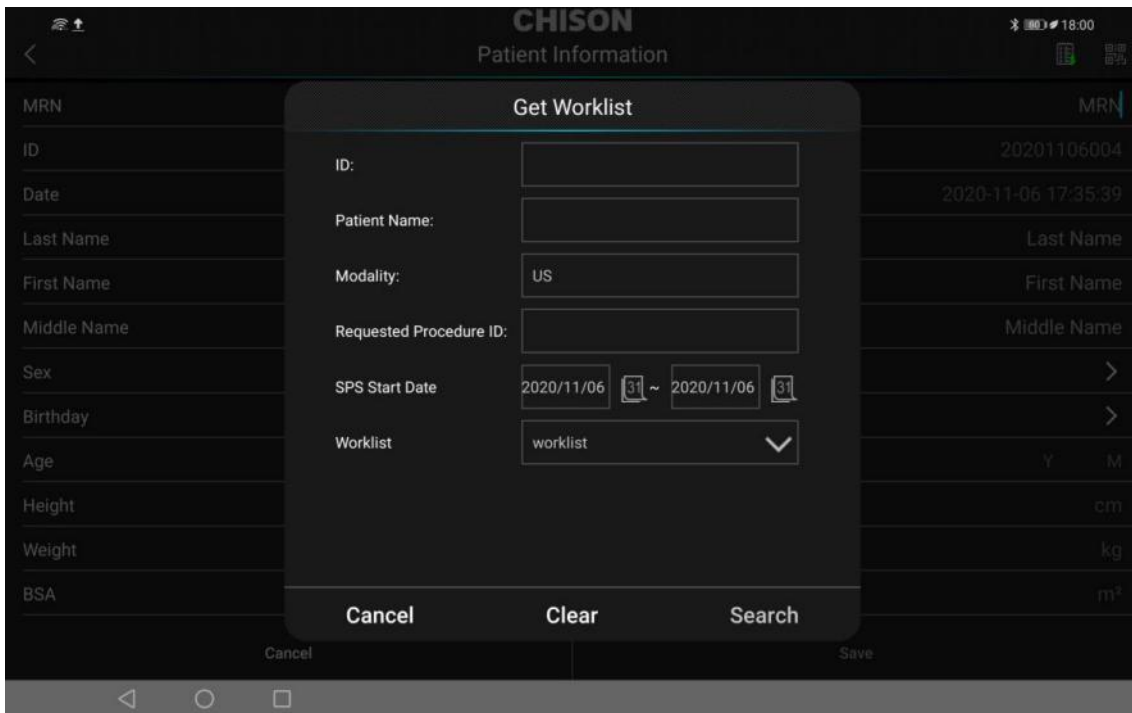 CHISON
60 18:00
Patient Information
MRN MRN
ID 20201106004
Date 2020-11-06 17:35:39
Last Name Last Name
First Name First Name
Middle Name Middle Name
Sex
Birthday
Age Y M
Height cm
Weight kg
BSA m²
Cancel Save
Get Worklist
ID:
Patient Name:
Modality: US
Requested Procedure ID:
SPS Start Date 2020/11/06 31 ~ 2020/11/06 31
Worklist worklist
Cancel Clear Search